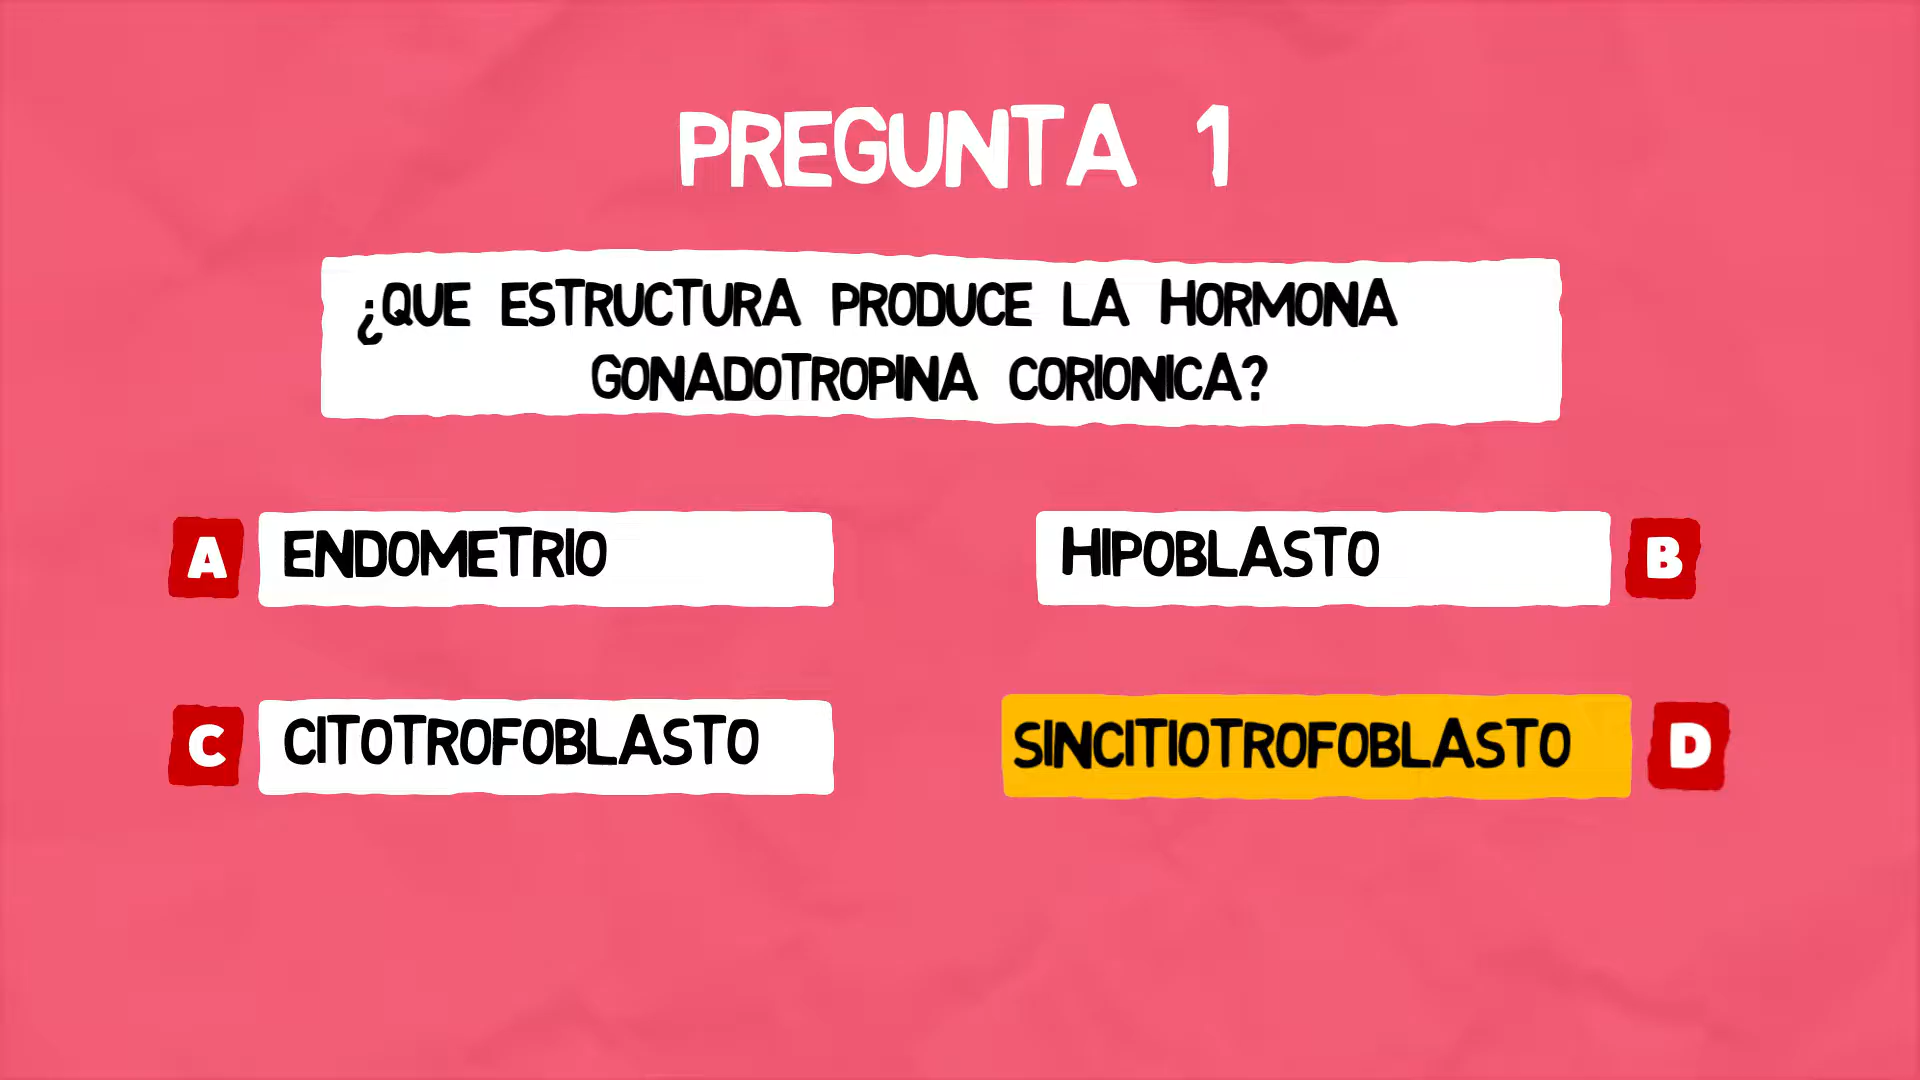 PREGUNTA 1
¿QUE ESTRUCTURA PRODUCE LA HORMONA
GONADOTROPINA CORIONICA?
A ENDOMETRIO
HIPOBLASTO B
C CITOTROFOBLASTO
SINCITIOTROFOBLASTO D